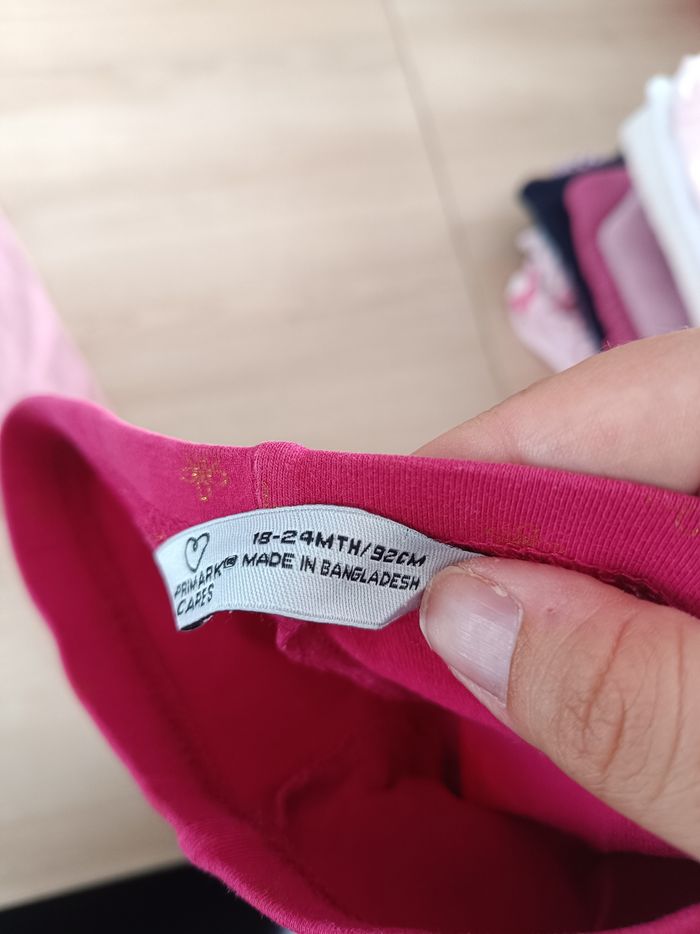 18-24MTH/92CM
MADE IN BANGLADESH
PRIMARK®
CARES